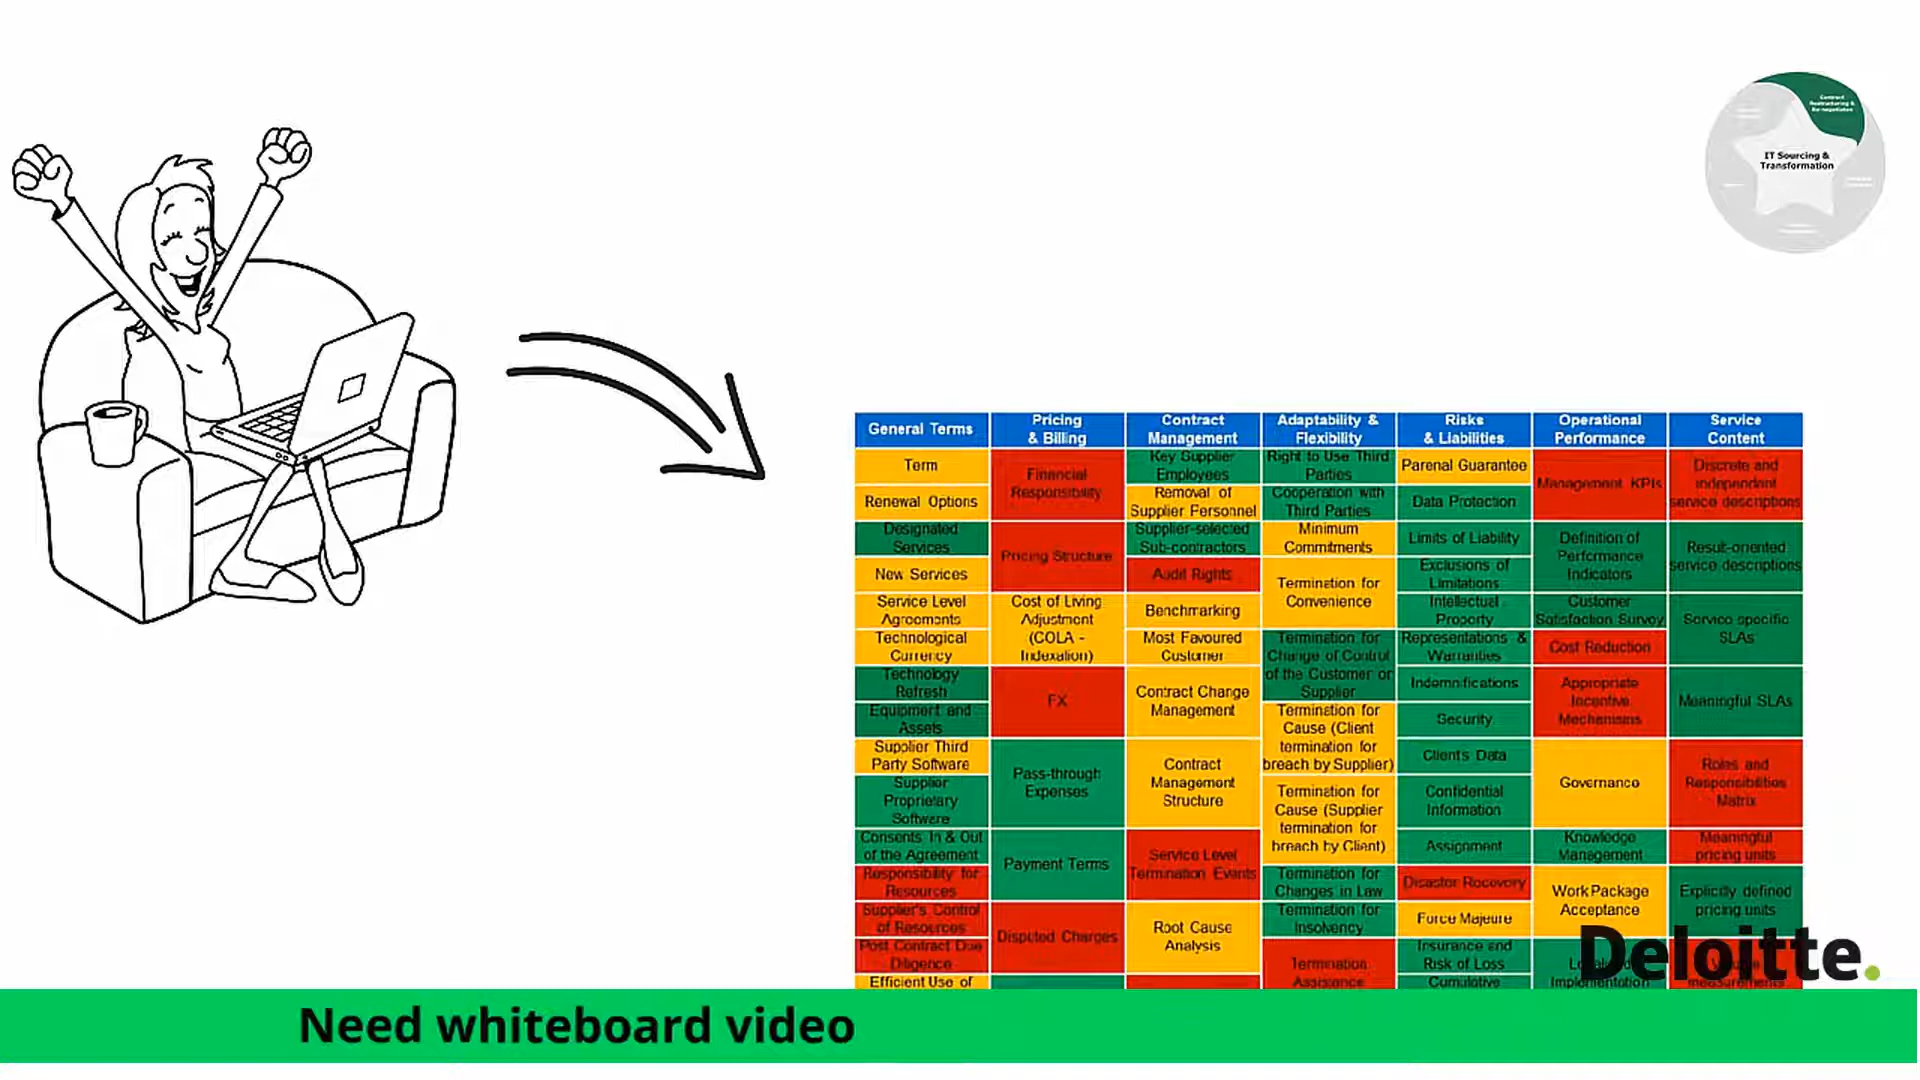 Contract
Restructuring &
Re-negotiation
IT Sourcing &
Transformation
General Terms
Term
Renewal Options
Designated
Services
New Services
Service Level
Agreements
Technological
Currency
Technology
Refresh
Equipment and
Assets
Supplier Third
Party Software
Supplier
Proprietary
Software
Consents In & Out
of the Agreement
Responsibility for
Resources
Supplier's Control
of Resources
Post Contract Due
Diligence
Efficient Use of
Pricing
& Billing
Financial
Responsibility
Pricing Structure
Cost of Living
Adjustment
(COLA -
Indexation)
FX
Pass-through
Expenses
Payment Terms
Disputed Charges
Contract
Management
Key Supplier
Employees
Removal of
Supplier Personnel
Supplier-selected
Sub-contractors
Audit Rights
Benchmarking
Most Favoured
Customer
Contract Change
Management
Contract
Management
Structure
Service Level
Termination Events
Root Cause
Analysis
Adaptability &
Flexibility
Right to Use Third
Parties
Cooperation with
Third Parties
Minimum
Commitments
Termination for
Convenience
Termination for
Change of Control
of the Customer or
Supplier
Termination for
Cause (Client
termination for
breach by Supplier)
Termination for
Cause (Supplier
termination for
breach by Client)
Termination for
Changes in Law
Termination for
Insolvency
Termination
Assistance
Risks
& Liabilities
Parenal Guarantee
Data Protection
Limits of Liability
Exclusions of
Limitations
Intellectual
Property
Representations &
Warranties
Indemnifications
Security
Client's Data
Confidential
Information
Assignment
Disaster Recovery
Force Majeure
Insurance and
Risk of Loss
Cumulative
Operational
Performance
Management KPIs
Definition of
Performance
Indicators
Customer
Satisfaction Survey
Cost Reduction
Appropriate
Incentive
Mechanisms
Governance
Knowledge
Management
Work Package
Acceptance
Implementation
Service
Content
Discrete and
independent
service descriptions
Result-oriented
service descriptions
Service specific
SLAs
Meaningful SLAs
Roles and
Responsibilities
Matrix
Meaningful
pricing units
Explicitly defined
pricing units
measurements
Deloitte.
Need whiteboard video